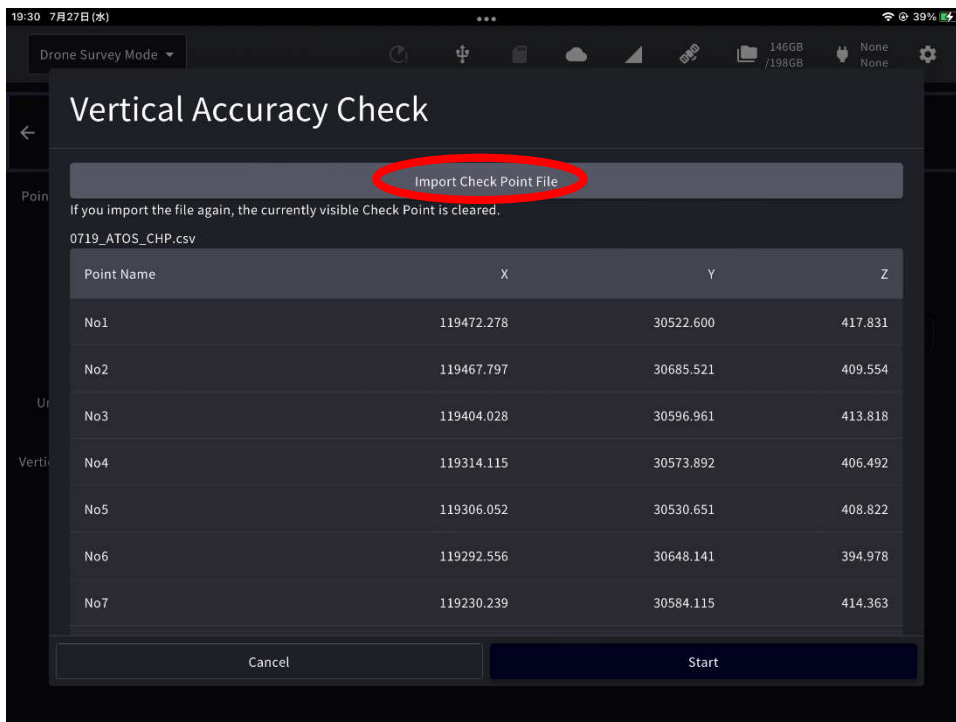 19:30 7月27日(水)
39%
Drone Survey Mode
146GB
/198GB
None
None
Vertical Accuracy Check
Import Check Point File
Poin
If you import the file again, the currently visible Check Point is cleared.
0719_ATOS_CHP.csv
Point Name X Y Z
No1 119472.278 30522.600 417.831
No2 119467.797 30685.521 409.554
No3 119404.028 30596.961 413.818
No4 119314.115 30573.892 406.492
No5 119306.052 30530.651 408.822
No6 119292.556 30648.141 394.978
No7 119230.239 30584.115 414.363
Verti
Cancel Start